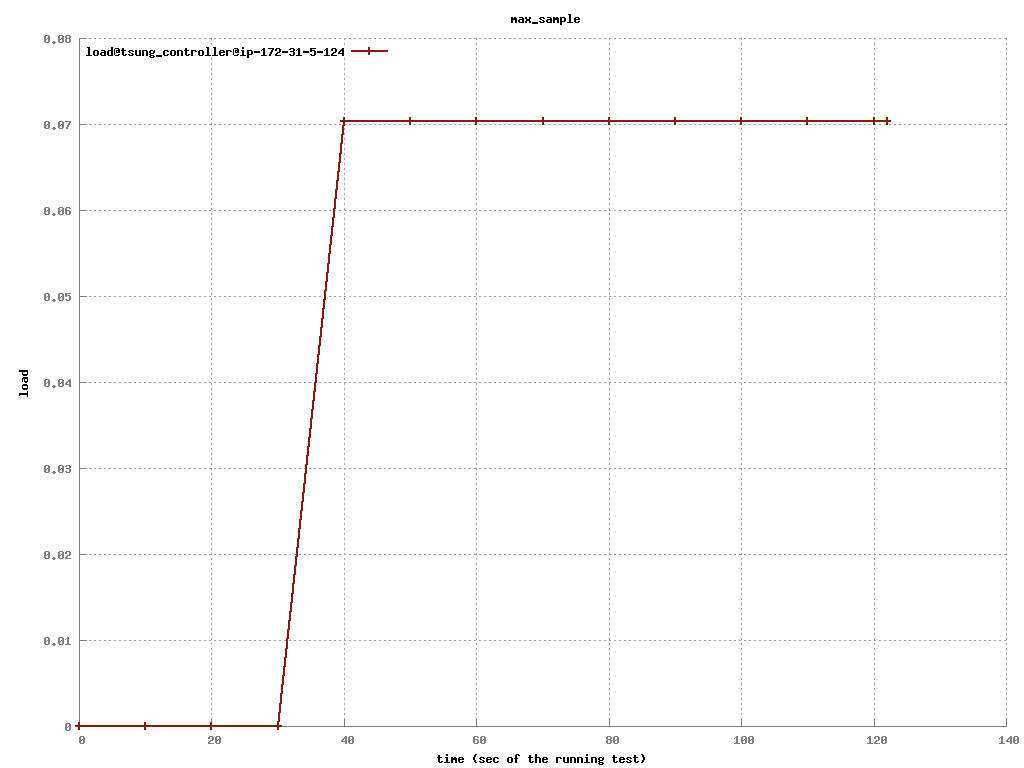 max_sample
load@tsung_controller@ip-172-31-5-124
0.08
0.07
0.06
0.05
0.04
0.03
0.02
0.01
0
load
0 20 40 60 80 100 120 140
time (sec of the running test)